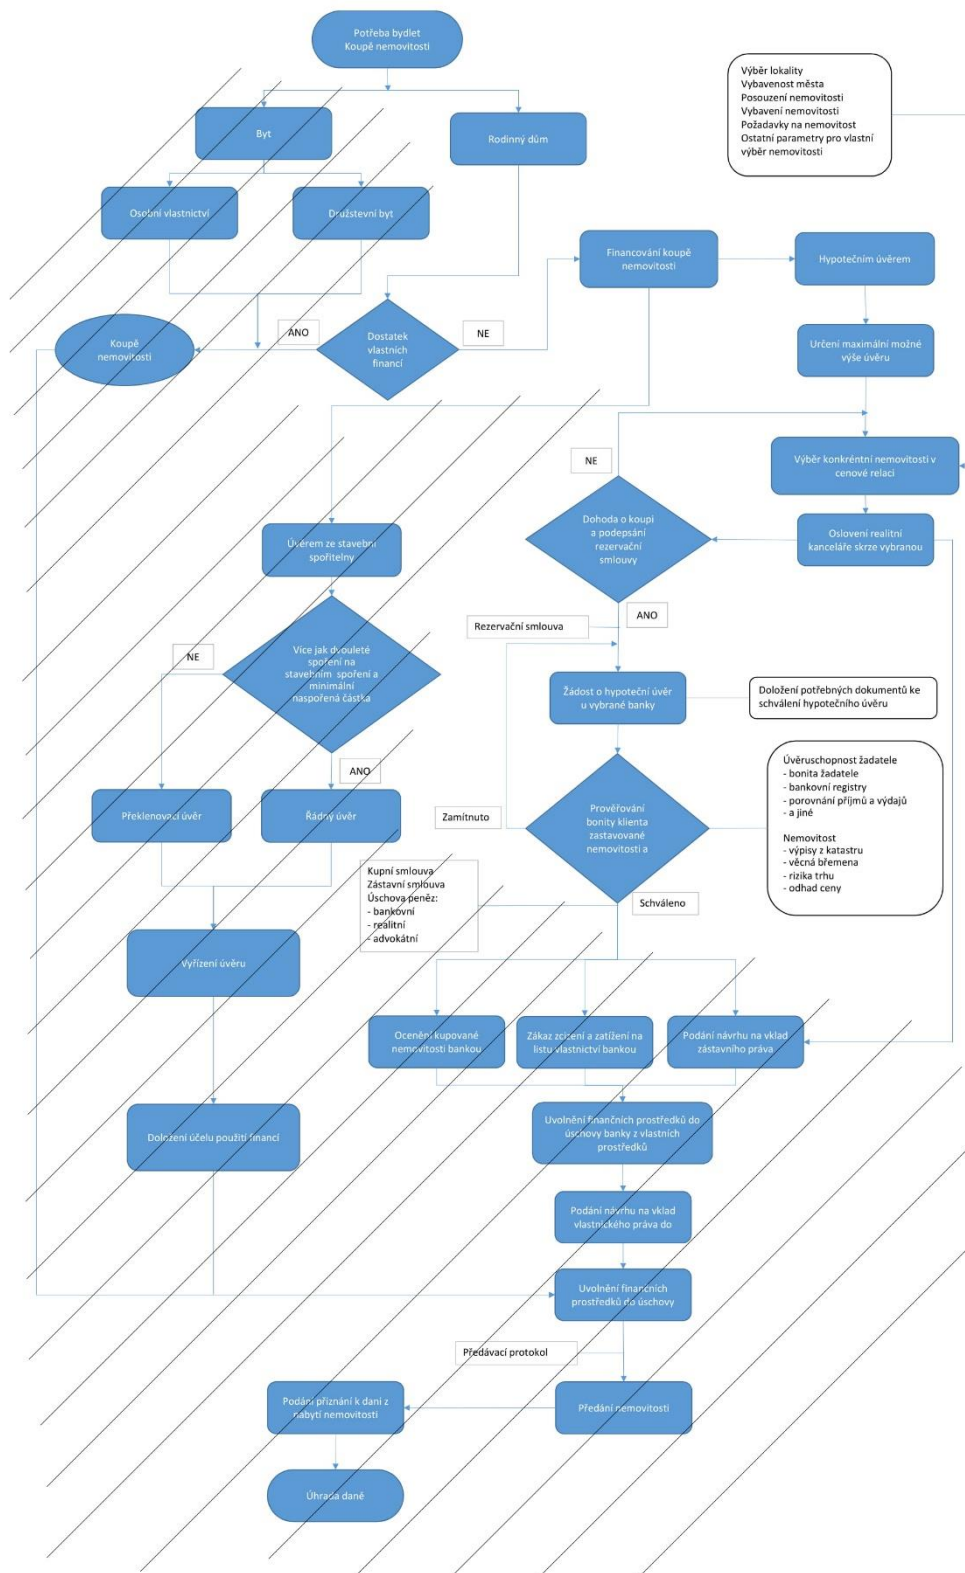 Potřeba bydlet
Koupě nemovitosti
Výběr lokality
Vybavenost města
Posouzení nemovitosti
Vybavení nemovitosti
Požadavky na nemovitost
Ostatní parametry pro vlastní
výběr nemovitosti
Byt
Rodinný dům
Osobní vlastnictví
Družstevní byt
Financování koupě
nemovitosti
Hypotečním úvěrem
Koupě
nemovitosti
ANO
Dostatek
vlastních
financí
NE
Určení maximální možné
výše úvěru
NE
Výběr konkrétní nemovitosti v
cenové relaci
Dohoda o koupi
a podepsání
rezervační
smlouvy
Oslovení realitní
kanceláře skrze vybranou
Úvěrem ze stavební
spořitelny
Rezervační smlouva
ANO
NE
Více jak dvouleté
spoření na
stavebním spoření a
minimální
naspořená částka
Žádost o hypoteční úvěr
u vybrané banky
Doložení potřebných dokumentů ke
schválení hypotečního úvěru
ANO
Překlenovací úvěr
Řádný úvěr
Zamítnuto
Prověřování
bonity klienta
zastavované
nemovitosti a
Úvěruschopnost žadatele
- bonita žadatele
- bankovní registry
- porovnání příjmů a výdajů
- a jiné
Nemovitost
- výpisy z katastru
- věcná břemena
- rizika trhu
- odhad ceny
Kupní smlouva
Zástavní smlouva
Úschova peněz:
- bankovní
- realitní
- advokátní
Schváleno
Vyřízení úvěru
Ocenění kupované
nemovitosti bankou
Zákaz zcizení a zatížení na
listu vlastnictví bankou
Podání návrhu na vklad
zástavního práva
Doložení účelu použití financí
Uvolnění finančních prostředků do
úschovy banky z vlastních
prostředků
Podání návrhu na vklad
vlastnického práva do
Uvolnění finančních
prostředků do úschovy
Předávací protokol
Podání přiznání k dani z
nabytí nemovitosti
Předání nemovitosti
Úhrada daně